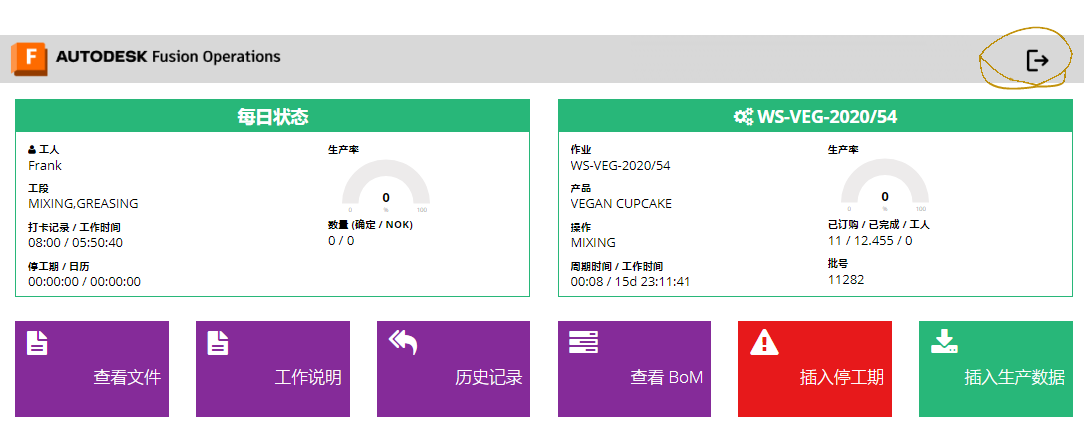 F AUTODESK Fusion Operations
每日状态
工人
Frank
工段
MIXING,GREASING
打卡记录 / 工作时间
08:00 / 05:50:40
停工期 / 日历
00:00:00 / 00:00:00
生产率
0
0 % 100
数量 (确定 / NOK)
0 / 0
WS-VEG-2020/54
作业
WS-VEG-2020/54
产品
VEGAN CUPCAKE
操作
MIXING
周期时间 / 工作时间
00:08 / 15d 23:11:41
生产率
0
0 % 100
已订购 / 已完成 / 工人
11 / 12.455 / 0
批号
11282
查看文件
工作说明
历史记录
查看 BoM
插入停工期
插入生产数据